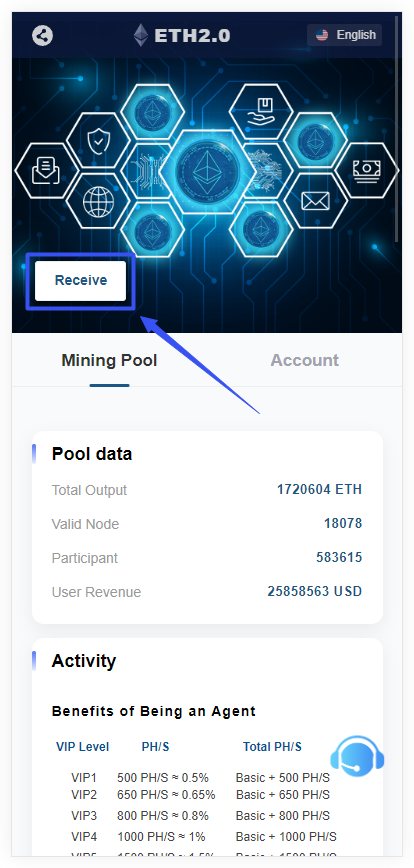 ETH2.0
English
Receive
Mining Pool Account
Pool data
Total Output 1720604 ETH
Valid Node 18078
Participant 583615
User Revenue 25858563 USD
Activity
Benefits of Being an Agent
VIP Level PH/S Total PH/S
VIP1 500 PH/S ≈ 0.5% Basic + 500 PH/S
VIP2 650 PH/S ≈ 0.65% Basic + 650 PH/S
VIP3 800 PH/S ≈ 0.8% Basic + 800 PH/S
VIP4 1000 PH/S ≈ 1% Basic + 1000 PH/S